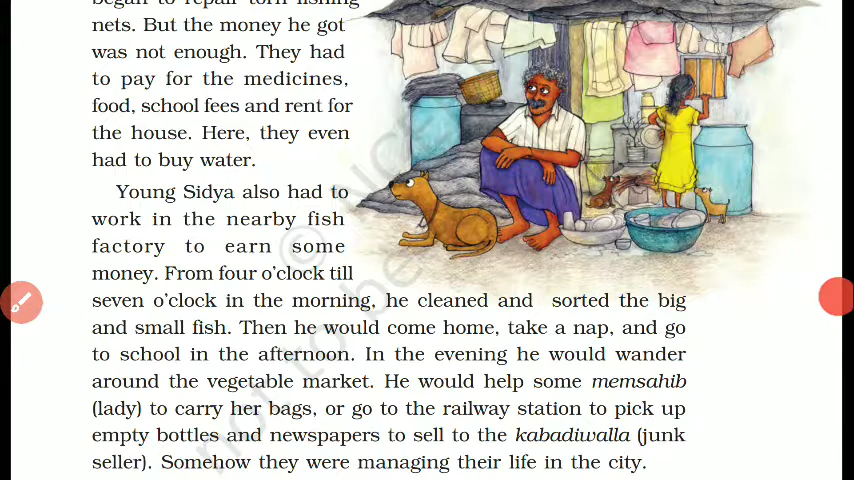 began to repair torn fishing
nets. But the money he got
was not enough. They had
to pay for the medicines,
food, school fees and rent for
the house. Here, they even
had to buy water.
Young Sidya also had to
work in the nearby fish
factory to earn some
money. From four o'clock till
seven o'clock in the morning, he cleaned and sorted the big
and small fish. Then he would come home, take a nap, and go
to school in the afternoon. In the evening he would wander
around the vegetable market. He would help some memsahib
(lady) to carry her bags, or go to the railway station to pick up
empty bottles and newspapers to sell to the kabadiwalla (junk
seller). Somehow they were managing their life in the city.